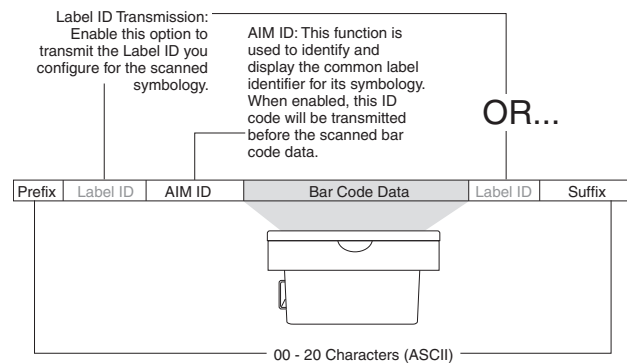 Label ID Transmission:
Enable this option to
transmit the Label ID you
configure for the scanned
symbology.
AIM ID: This function is
used to identify and
display the common label
identifier for its symbology.
When enabled, this ID
code will be transmitted
before the scanned bar
code data.
OR...
Prefix Label ID AIM ID Bar Code Data Label ID Suffix
00 - 20 Characters (ASCII)